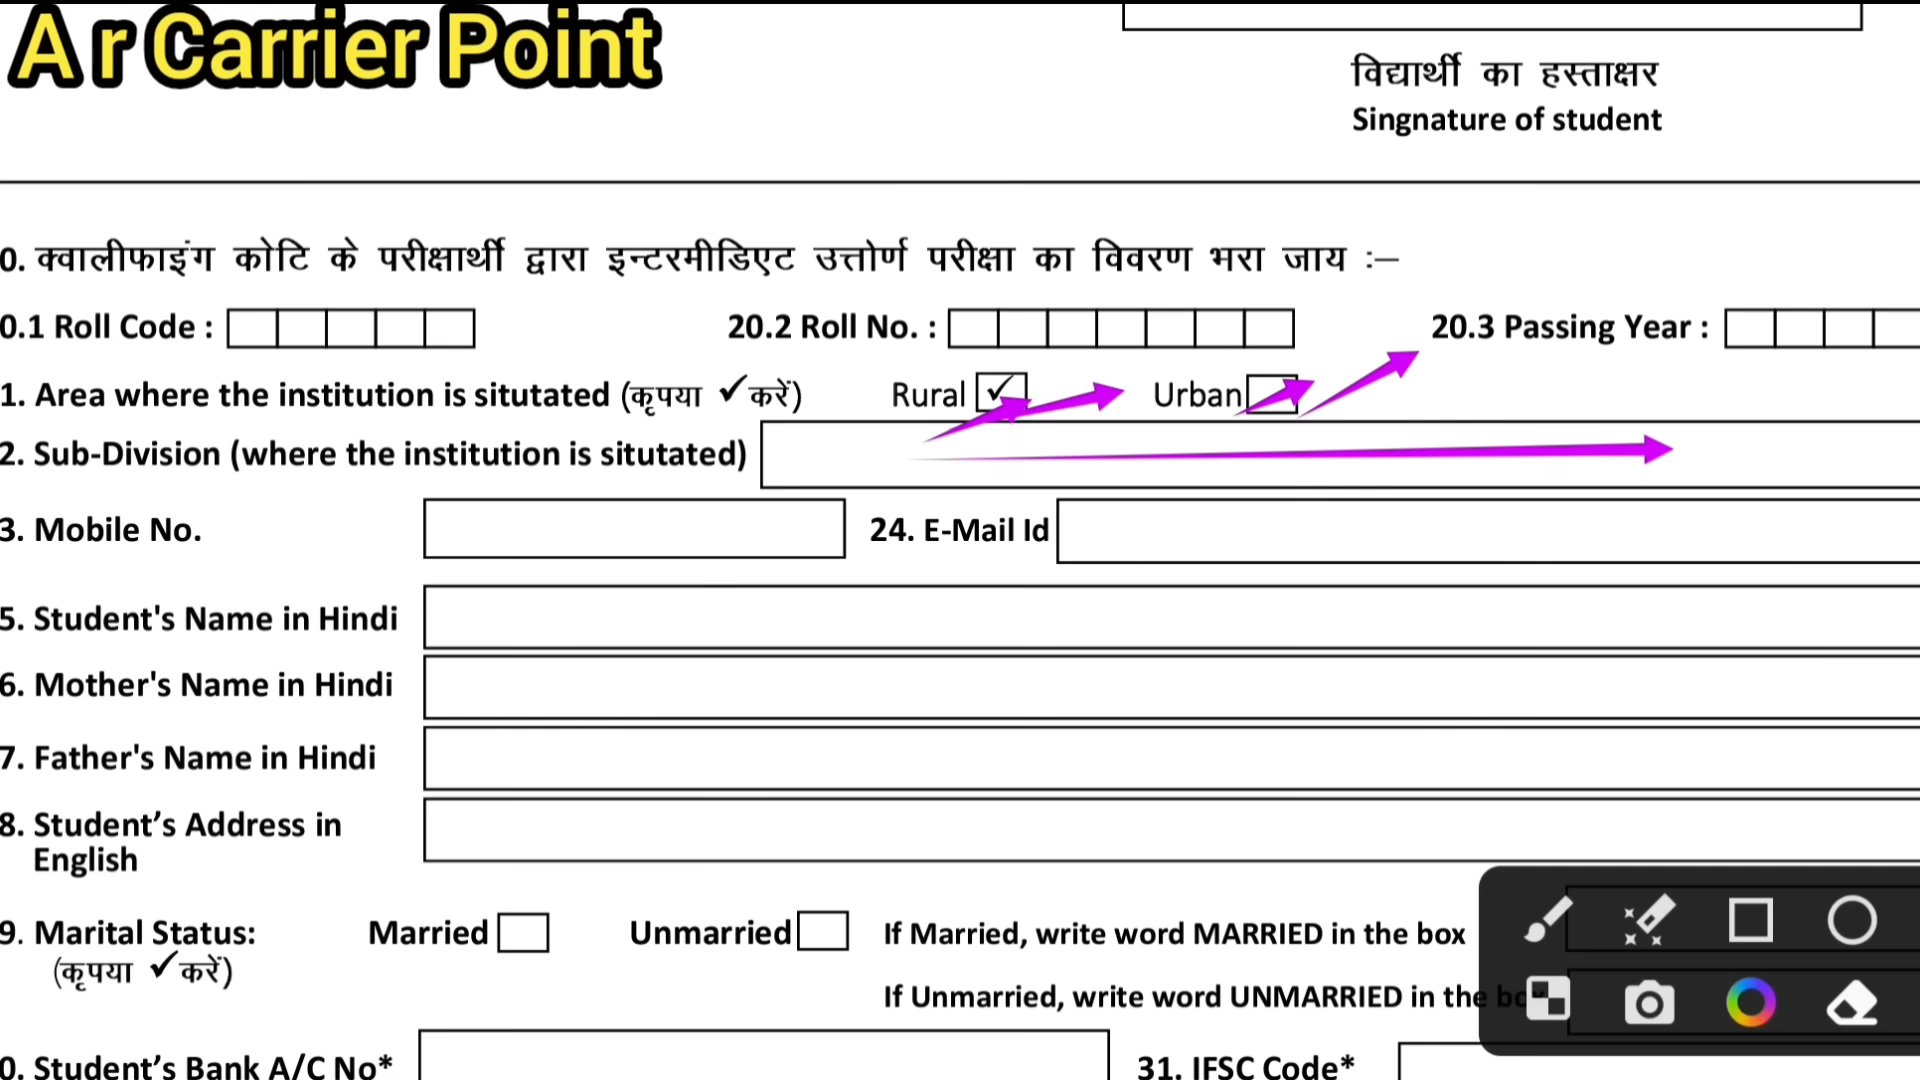 A r Carrier Point
विद्यार्थी का हस्ताक्षर
Singnature of student
0. क्वालीफाइंग कोटि के परीक्षार्थी द्वारा इन्टरमीडिएट उत्तीर्ण परीक्षा का विवरण भरा जाय :–
0.1 Roll Code : 20.2 Roll No. : 20.3 Passing Year :
1. Area where the institution is situtated (कृपया ✓करें) Rural ✓ Urban
2. Sub-Division (where the institution is situtated)
3. Mobile No. 24. E-Mail Id
5. Student's Name in Hindi
6. Mother's Name in Hindi
7. Father's Name in Hindi
8. Student’s Address in
English
9. Marital Status: Married Unmarried If Married, write word MARRIED in the box
(कृपया ✓करें)
If Unmarried, write word UNMARRIED in the box
0. Student’s Bank A/C No* 31. IFSC Code*